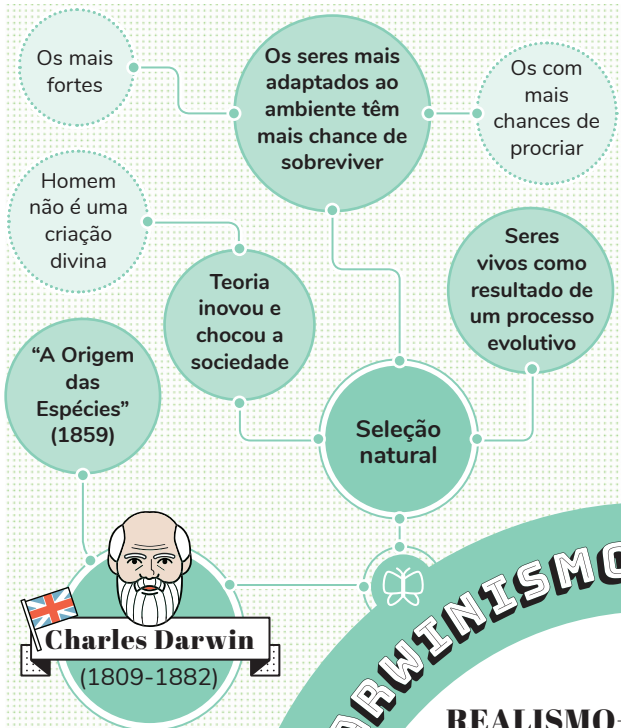 Os mais
fortes
Os seres mais
adaptados ao
ambiente têm
mais chance de
sobreviver
Os com
mais
chances de
procriar
Homem
não é uma
criação
divina
Teoria
inovou e
chocou a
sociedade
Seres
vivos como
resultado de
um processo
evolutivo
“A Origem
das
Espécies”
(1859)
Seleção
natural
Charles Darwin
(1809-1882)
ARWINISMO
REALISMO-